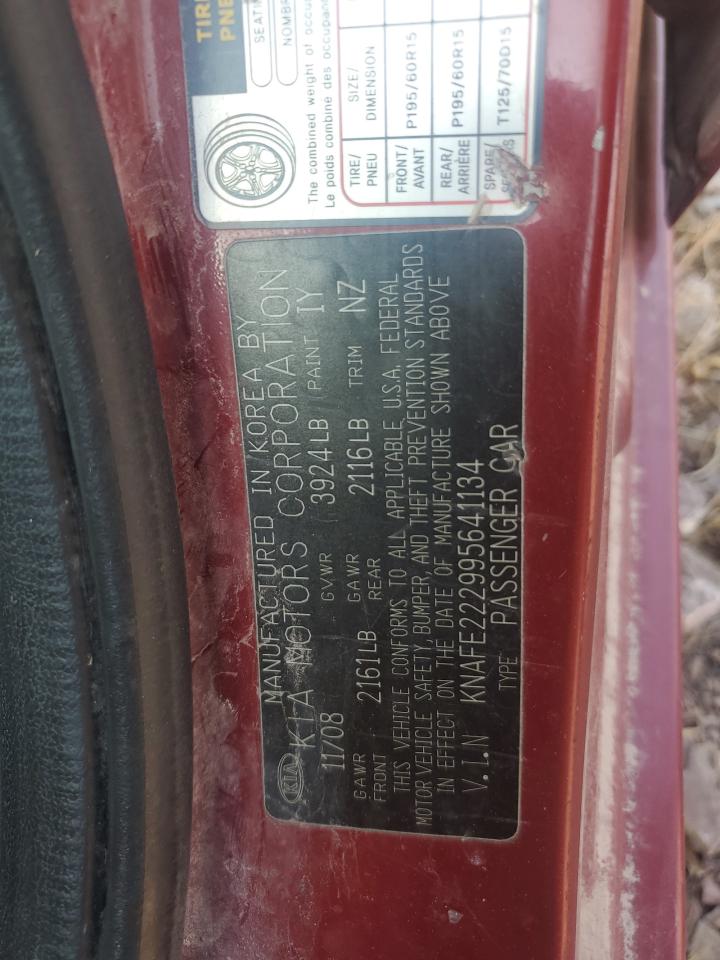 TIRE
PNE
SEATIN
NOMBR
The combined weight of occup
Le poids combiné des occupan
TIRE/ PNEU
SIZE/ DIMENSION
FRONT/ AVANT
P195/60R15
REAR/ ARRIÈRE
P195/60R15
SPARE/
T125/70D15
MANUFACTURED IN KOREA BY
KIA KIA MOTORS CORPORATION
11/08 GVWR 3924LB PAINT IY
GAWR FRONT 2161LB GAWR REAR 2116LB TRIM NZ
THIS VEHICLE CONFORMS TO ALL APPLICABLE U.S.A. FEDERAL
MOTOR VEHICLE SAFETY, BUMPER, AND THEFT PREVENTION STANDARDS
IN EFFECT ON THE DATE OF MANUFACTURE SHOWN ABOVE
V.I.N KNAFE222995641134
TYPE PASSENGER CAR